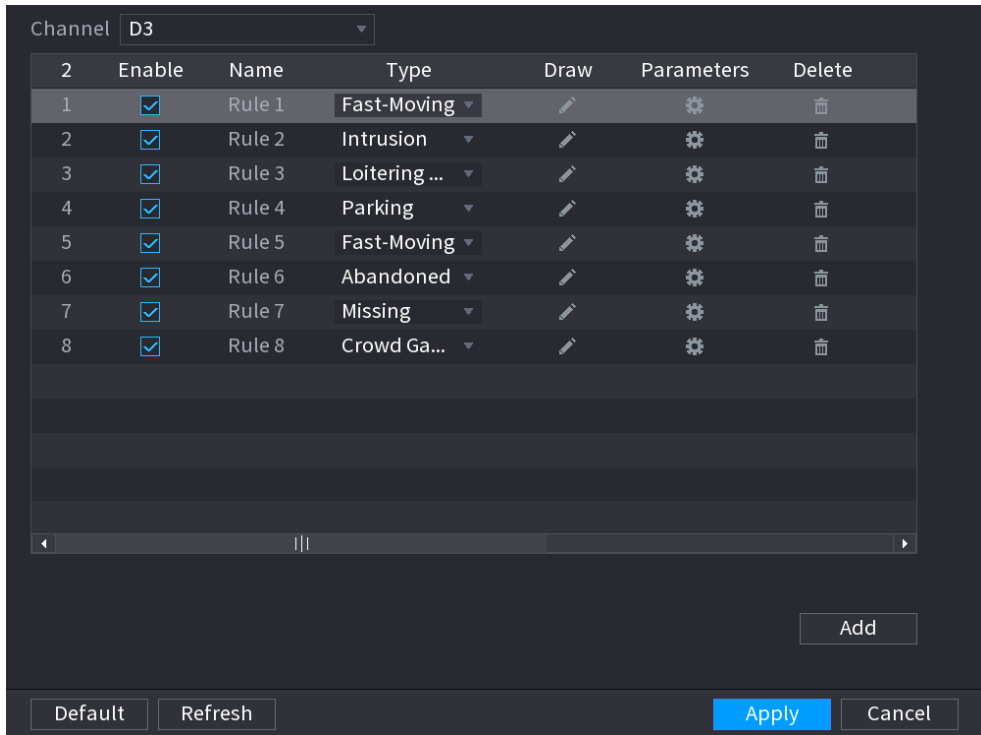 Channel D3
2 Enable Name Type Draw Parameters Delete
1 Rule 1 Fast-Moving
2 Rule 2 Intrusion
3 Rule 3 Loitering ...
4 Rule 4 Parking
5 Rule 5 Fast-Moving
6 Rule 6 Abandoned
7 Rule 7 Missing
8 Rule 8 Crowd Ga...
Add
Default Refresh Apply Cancel